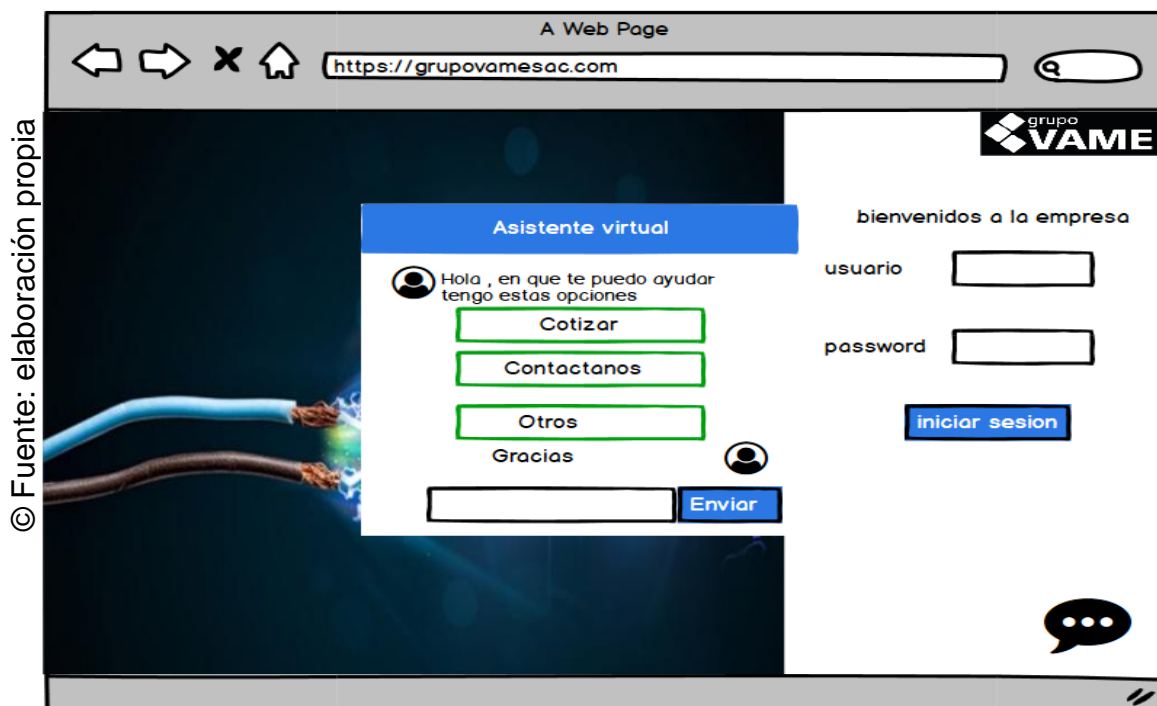 A Web Page
https://grupovamesac.com
© Fuente: elaboración propia
grupo
VAME
Asistente virtual
Hola , en que te puedo ayudar
tengo estas opciones
Cotizar
Contactanos
Otros
Gracias
Enviar
bienvenidos a la empresa
usuario
password
iniciar sesion